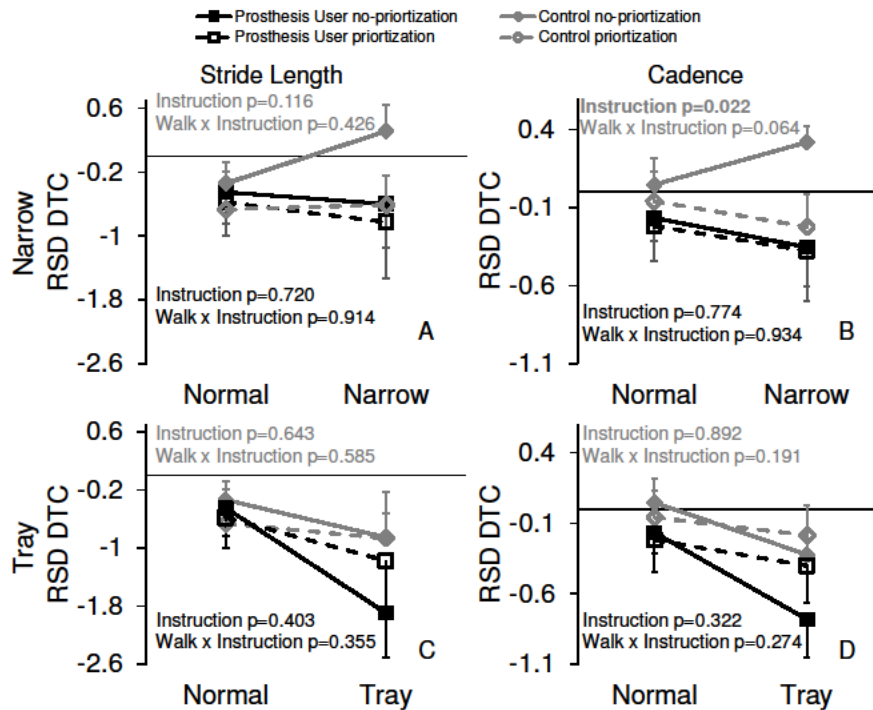 Prosthesis User no-priortization Control no-priortization
Prosthesis User priortization Control priortization
Stride Length Cadence
Narrow
RSD DTC
0.6
-0.2
-1
-1.8
-2.6
Instruction p=0.116
Walk x Instruction p=0.426
Instruction p=0.720
Walk x Instruction p=0.914
A
Normal Narrow
0.4
-0.1
-0.6
-1.1
Instruction p=0.022
Walk x Instruction p=0.064
Instruction p=0.774
Walk x Instruction p=0.934
B
Normal Narrow
Tray
RSD DTC
0.6
-0.2
-1
-1.8
-2.6
Instruction p=0.643
Walk x Instruction p=0.585
Instruction p=0.403
Walk x Instruction p=0.355
C
Normal Tray
0.4
-0.1
-0.6
-1.1
Instruction p=0.892
Walk x Instruction p=0.191
Instruction p=0.322
Walk x Instruction p=0.274
D
Normal Tray